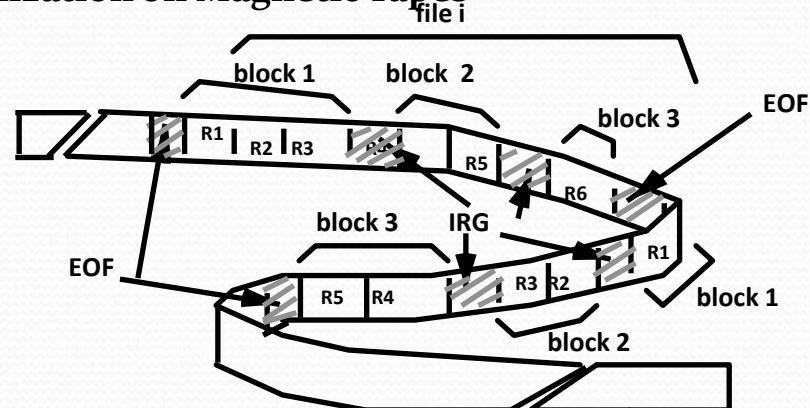 file i
block 1
block 2
block 3
EOF
R1 R2 R3
R5
R6
IRG
block 3
EOF
R5 R4
R3 R2
R1
block 1
block 2